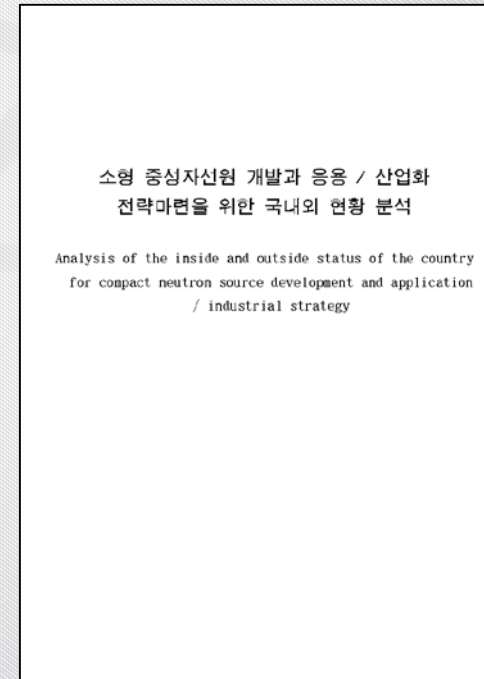 소형 중성자선원 개발과 응용 / 산업화
전략마련을 위한 국내외 현황 분석
Analysis of the inside and outside status of the country
for compact neutron source development and application
/ industrial strategy